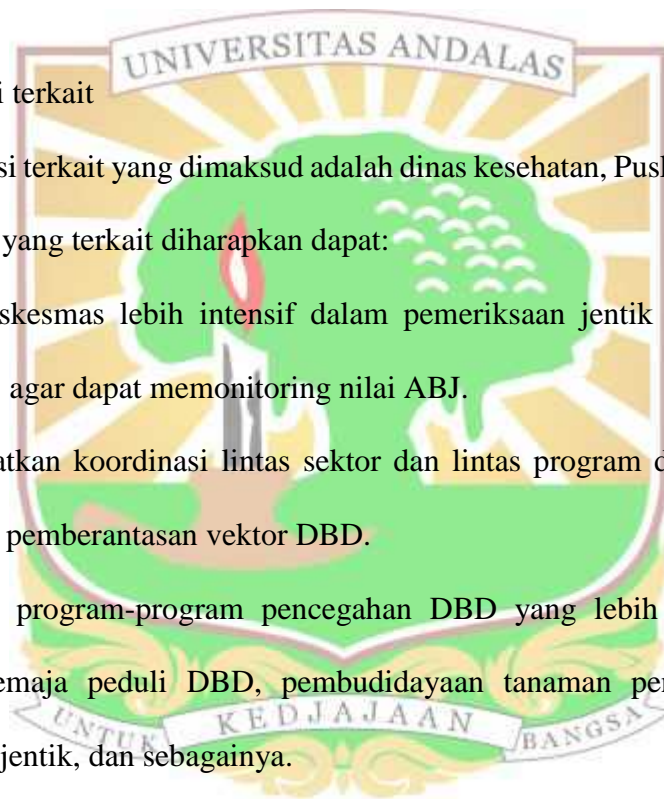 UNIVERSITAS ANDALAS
i terkait
si terkait yang dimaksud adalah dinas kesehatan, Pusk
yang terkait diharapkan dapat:
skesmas lebih intensif dalam pemeriksaan jentik
agar dapat memonitoring nilai ABJ.
atkan koordinasi lintas sektor dan lintas program d
pemberantasan vektor DBD.
program-program pencegahan DBD yang lebih
emaja peduli DBD, pembudidayaan tanaman pe
UNTUK KEDJAJAAN BANGSA
jentik, dan sebagainya.